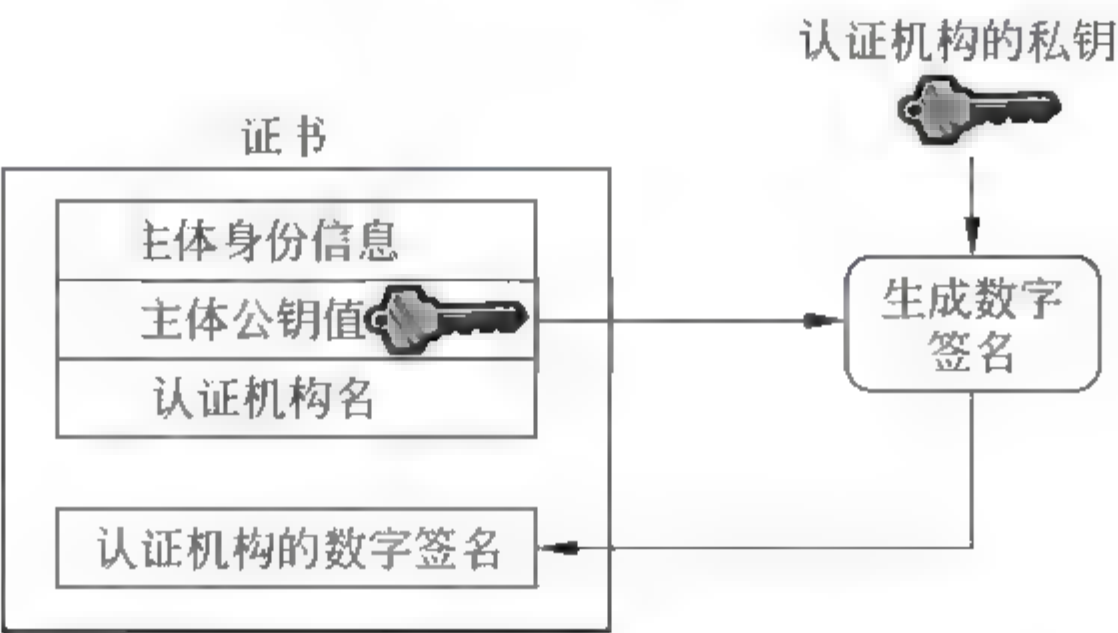 认证机构的私钥
证书
主体身份信息
主体公钥值
认证机构名
生成数字
签名
认证机构的数字签名